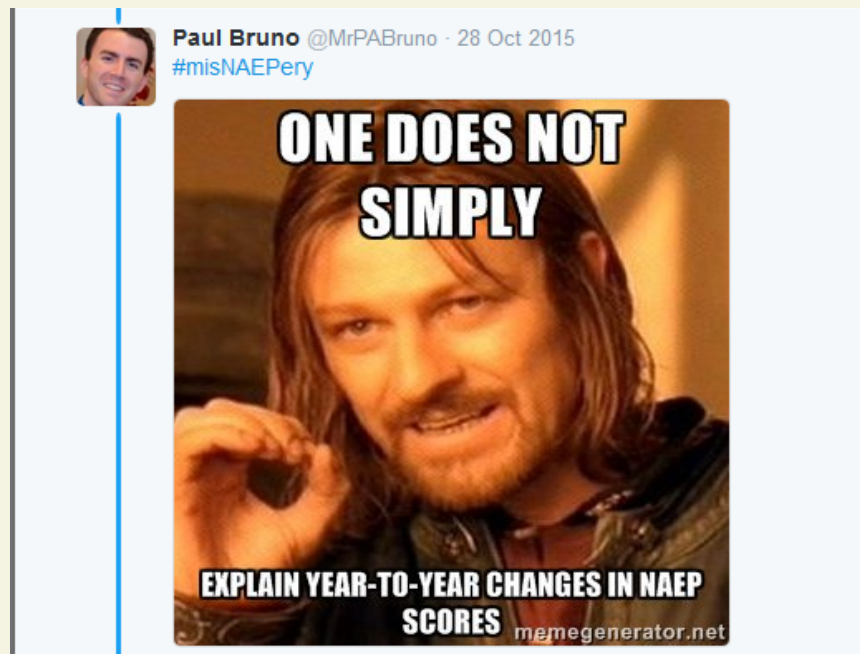 Paul Bruno @MrPABruno · 28 Oct 2015
#misNAEPery
ONE DOES NOT
SIMPLY
EXPLAIN YEAR-TO-YEAR CHANGES IN NAEP
SCORES
memegenerator.net